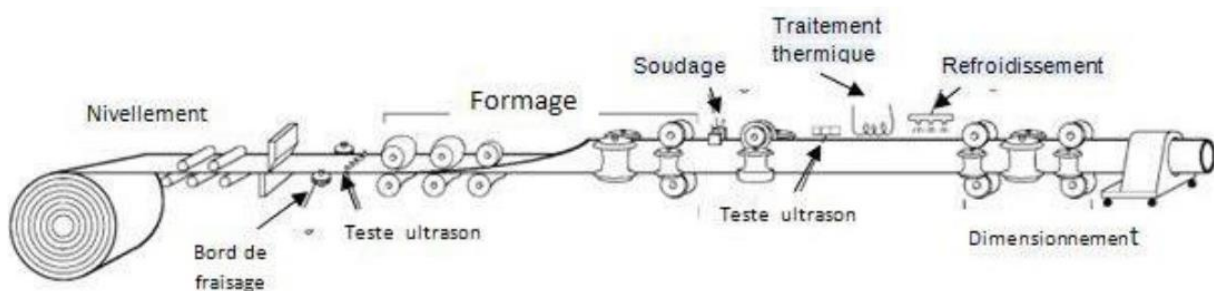 Traitement
thermique
Soudage
Refroidissement
Nivellement
Formage
Bord de
fraisage
Teste ultrason
Teste ultrason
Dimensionnement